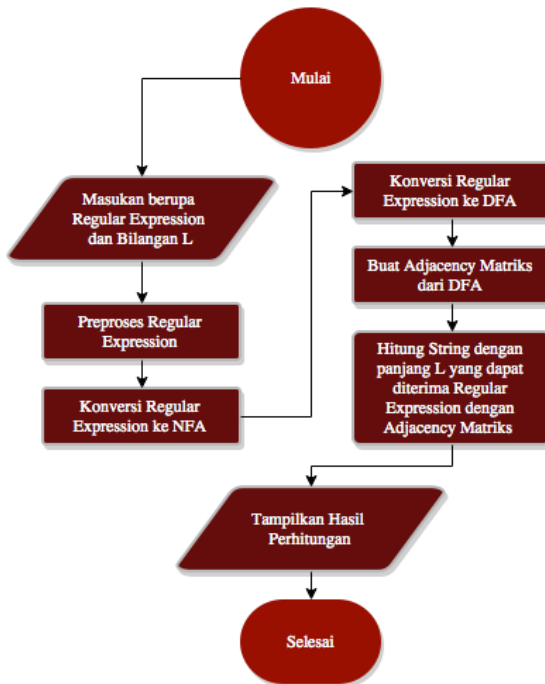 Mulai
Masukan berupa
Regular Expression
dan Bilangan L
Preproses Regular
Expression
Konversi Regular
Expression ke NFA
Konversi Regular
Expression ke DFA
Buat Adjacency Matriks
dari DFA
Hitung String dengan
panjang L yang dapat
diterima Regular
Expression dengan
Adjacency Matriks
Tampilkan Hasil
Perhitungan
Selesai